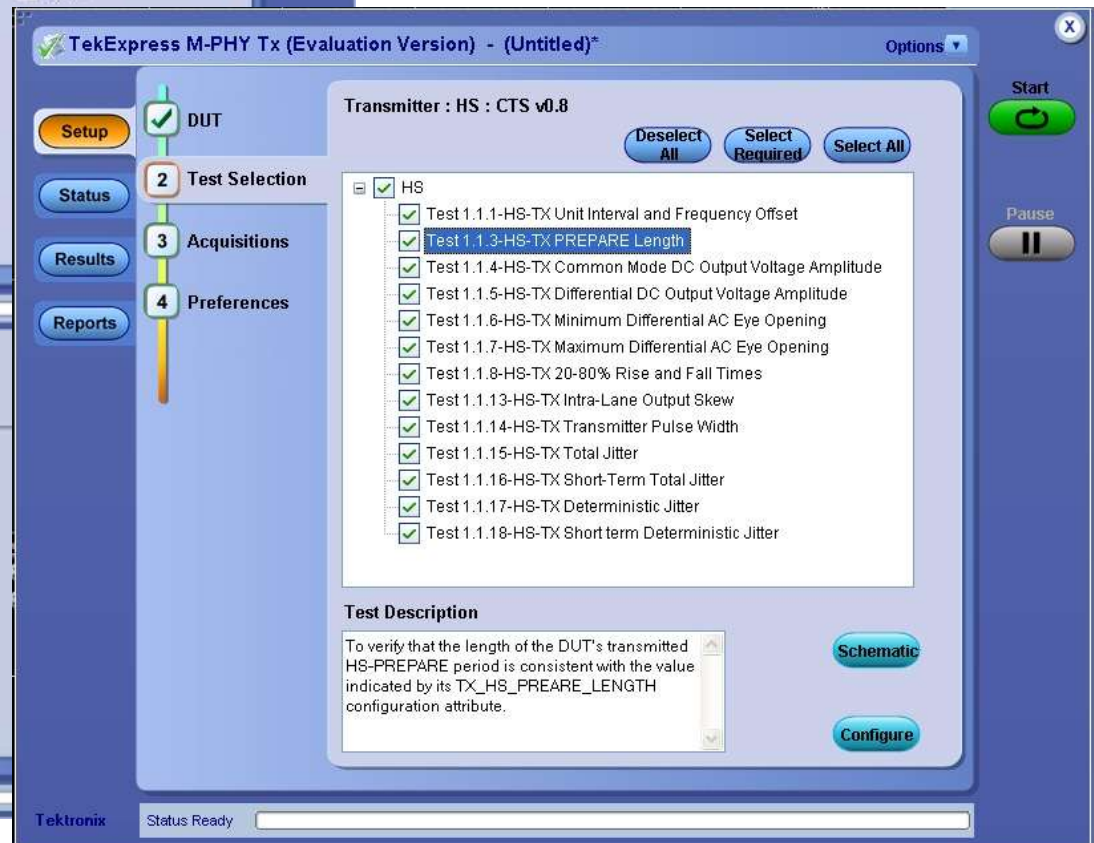 TekExpress M-PHY Tx (Evaluation Version) - (Untitled)*
Options
x
Setup
Status
Results
Reports
DUT
2 Test Selection
3 Acquisitions
4 Preferences
Transmitter : HS : CTS v0.8
Deselect All
Select Required
Select All
HS
Test 1.1.1-HS-TX Unit Interval and Frequency Offset
Test 1.1.3-HS-TX PREPARE Length
Test 1.1.4-HS-TX Common Mode DC Output Voltage Amplitude
Test 1.1.5-HS-TX Differential DC Output Voltage Amplitude
Test 1.1.6-HS-TX Minimum Differential AC Eye Opening
Test 1.1.7-HS-TX Maximum Differential AC Eye Opening
Test 1.1.8-HS-TX 20-80% Rise and Fall Times
Test 1.1.13-HS-TX Intra-Lane Output Skew
Test 1.1.14-HS-TX Transmitter Pulse Width
Test 1.1.15-HS-TX Total Jitter
Test 1.1.16-HS-TX Short-Term Total Jitter
Test 1.1.17-HS-TX Deterministic Jitter
Test 1.1.18-HS-TX Short term Deterministic Jitter
Test Description
To verify that the length of the DUT's transmitted
HS-PREPARE period is consistent with the value
indicated by its TX_HS_PREARE_LENGTH
configuration attribute.
Schematic
Configure
Start
Pause
Tektronix
Status Ready